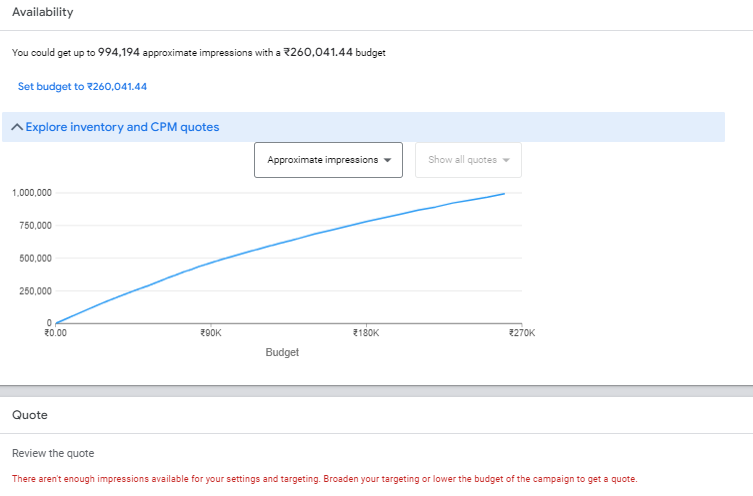 Availability
You could get up to 994,194 approximate impressions with a ₹260,041.44 budget
Set budget to ₹260,041.44
Explore inventory and CPM quotes
Approximate impressions
Show all quotes
1,000,000
750,000
500,000
250,000
0
₹0.00 ₹90K ₹180K ₹270K
Budget
Quote
Review the quote
There aren't enough impressions available for your settings and targeting. Broaden your targeting or lower the budget of the campaign to get a quote.